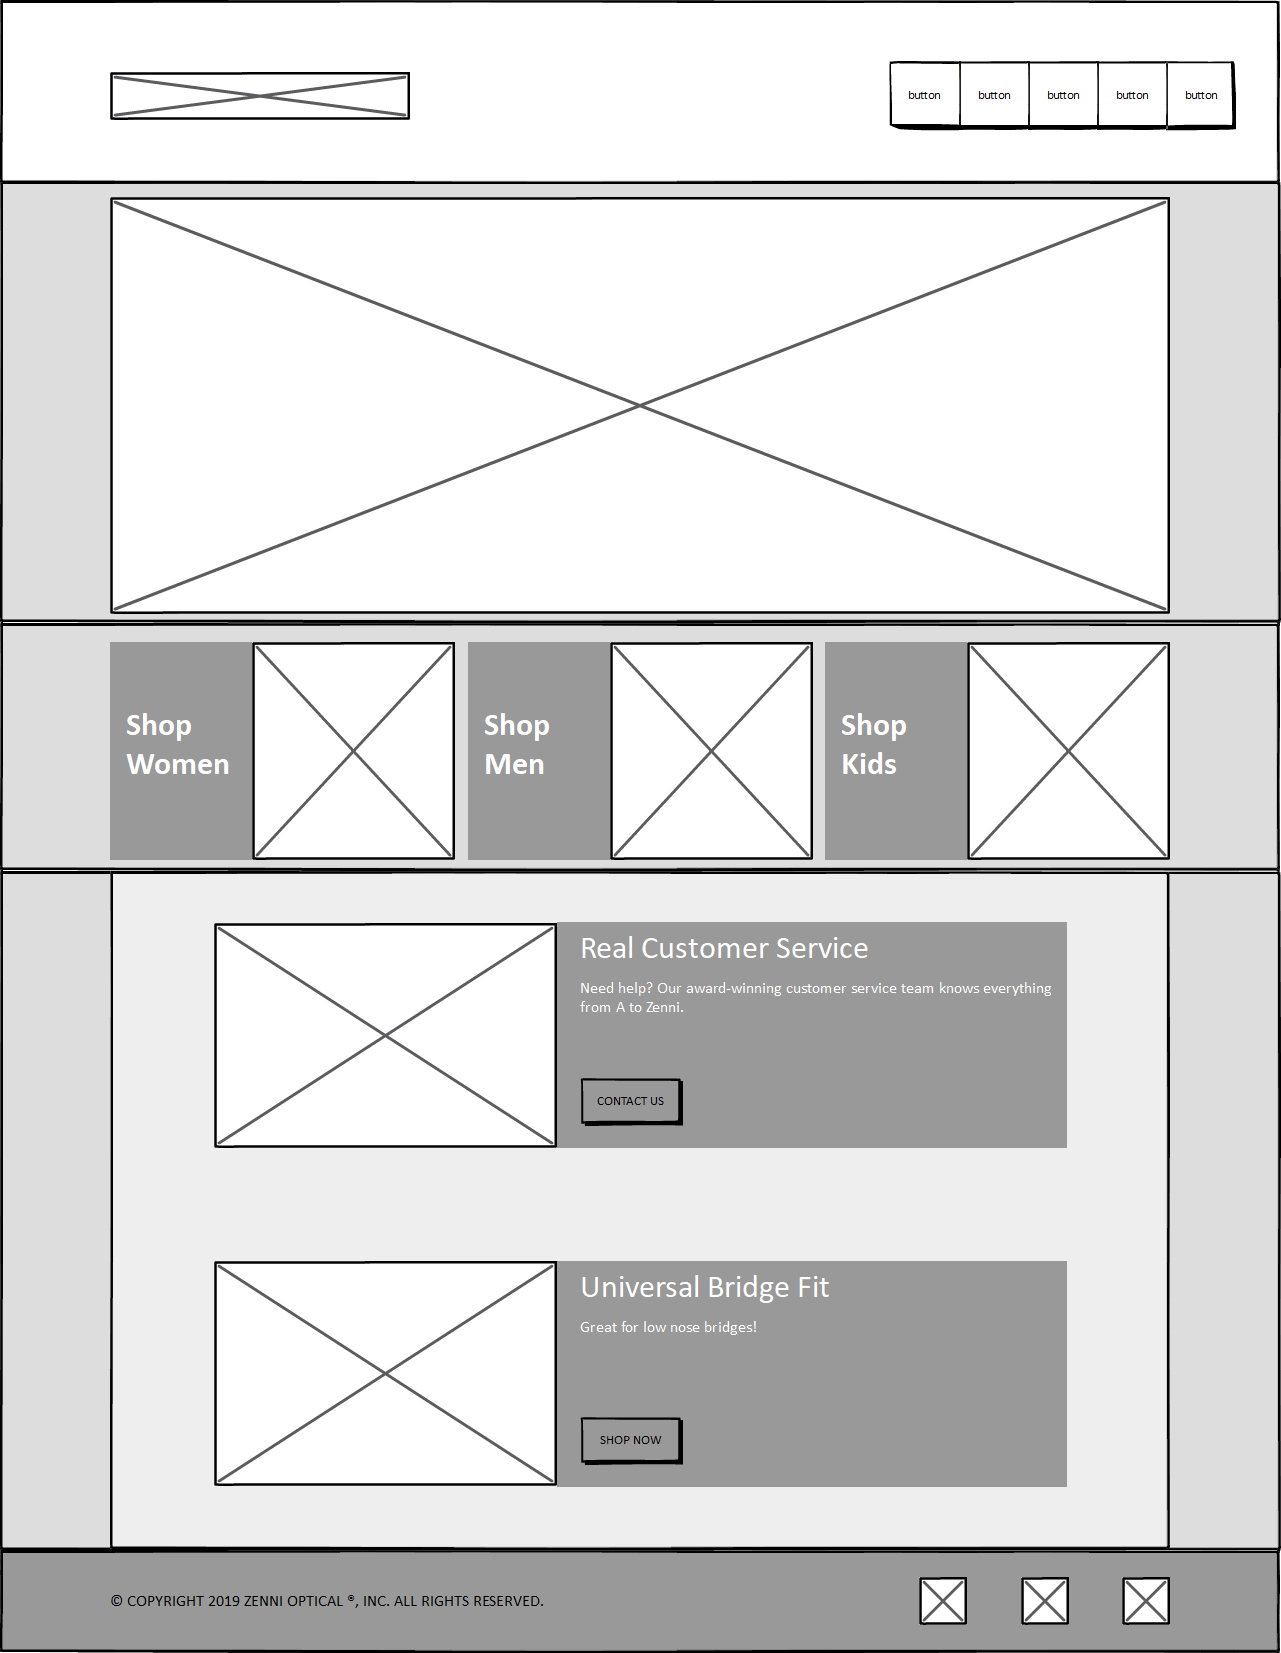 button button button button button
Shop
Women
Shop
Men
Shop
Kids
Real Customer Service
Need help? Our award-winning customer service team knows everything
from A to Zenni.
CONTACT US
Universal Bridge Fit
Great for low nose bridges!
SHOP NOW
© COPYRIGHT 2019 ZENNI OPTICAL ®, INC. ALL RIGHTS RESERVED.